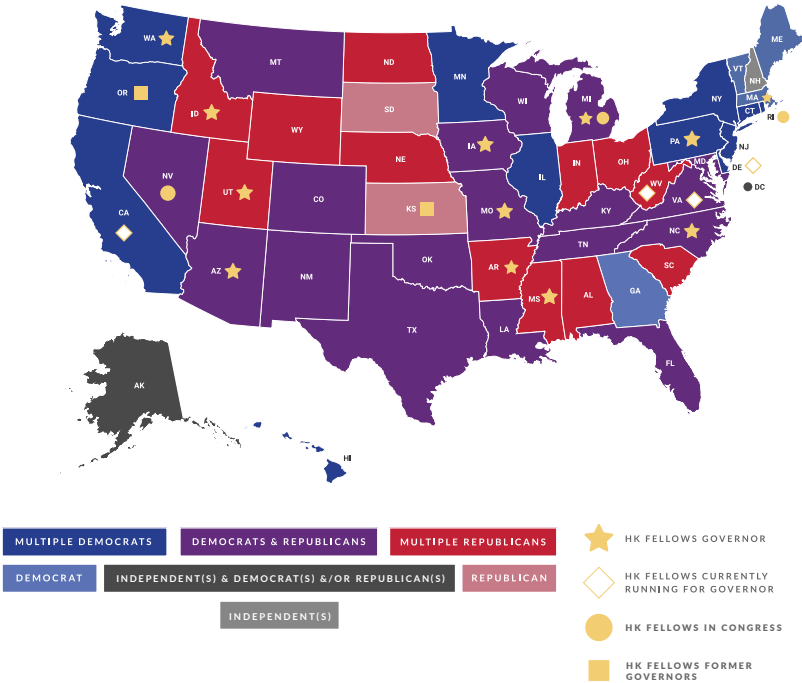 WA
ME
MT
ND
VT
MN
NH
OR
MA
NY
WI
MI
ID
SD
CT
RI
WY
PA
NJ
IA
NE
OH
MD
DE
IN
NV
IL
WV
DC
UT
CO
VA
CA
KS
MO
KY
NC
TN
OK
AZ
NM
AR
SC
MS
AL
GA
TX
LA
FL
AK
HI
MULTIPLE DEMOCRATS
DEMOCRATS & REPUBLICANS
MULTIPLE REPUBLICANS
DEMOCRAT
INDEPENDENT(S) & DEMOCRAT(S) &/OR REPUBLICAN(S)
REPUBLICAN
INDEPENDENT(S)
HK FELLOWS GOVERNOR
HK FELLOWS CURRENTLY
RUNNING FOR GOVERNOR
HK FELLOWS IN CONGRESS
HK FELLOWS FORMER
GOVERNORS